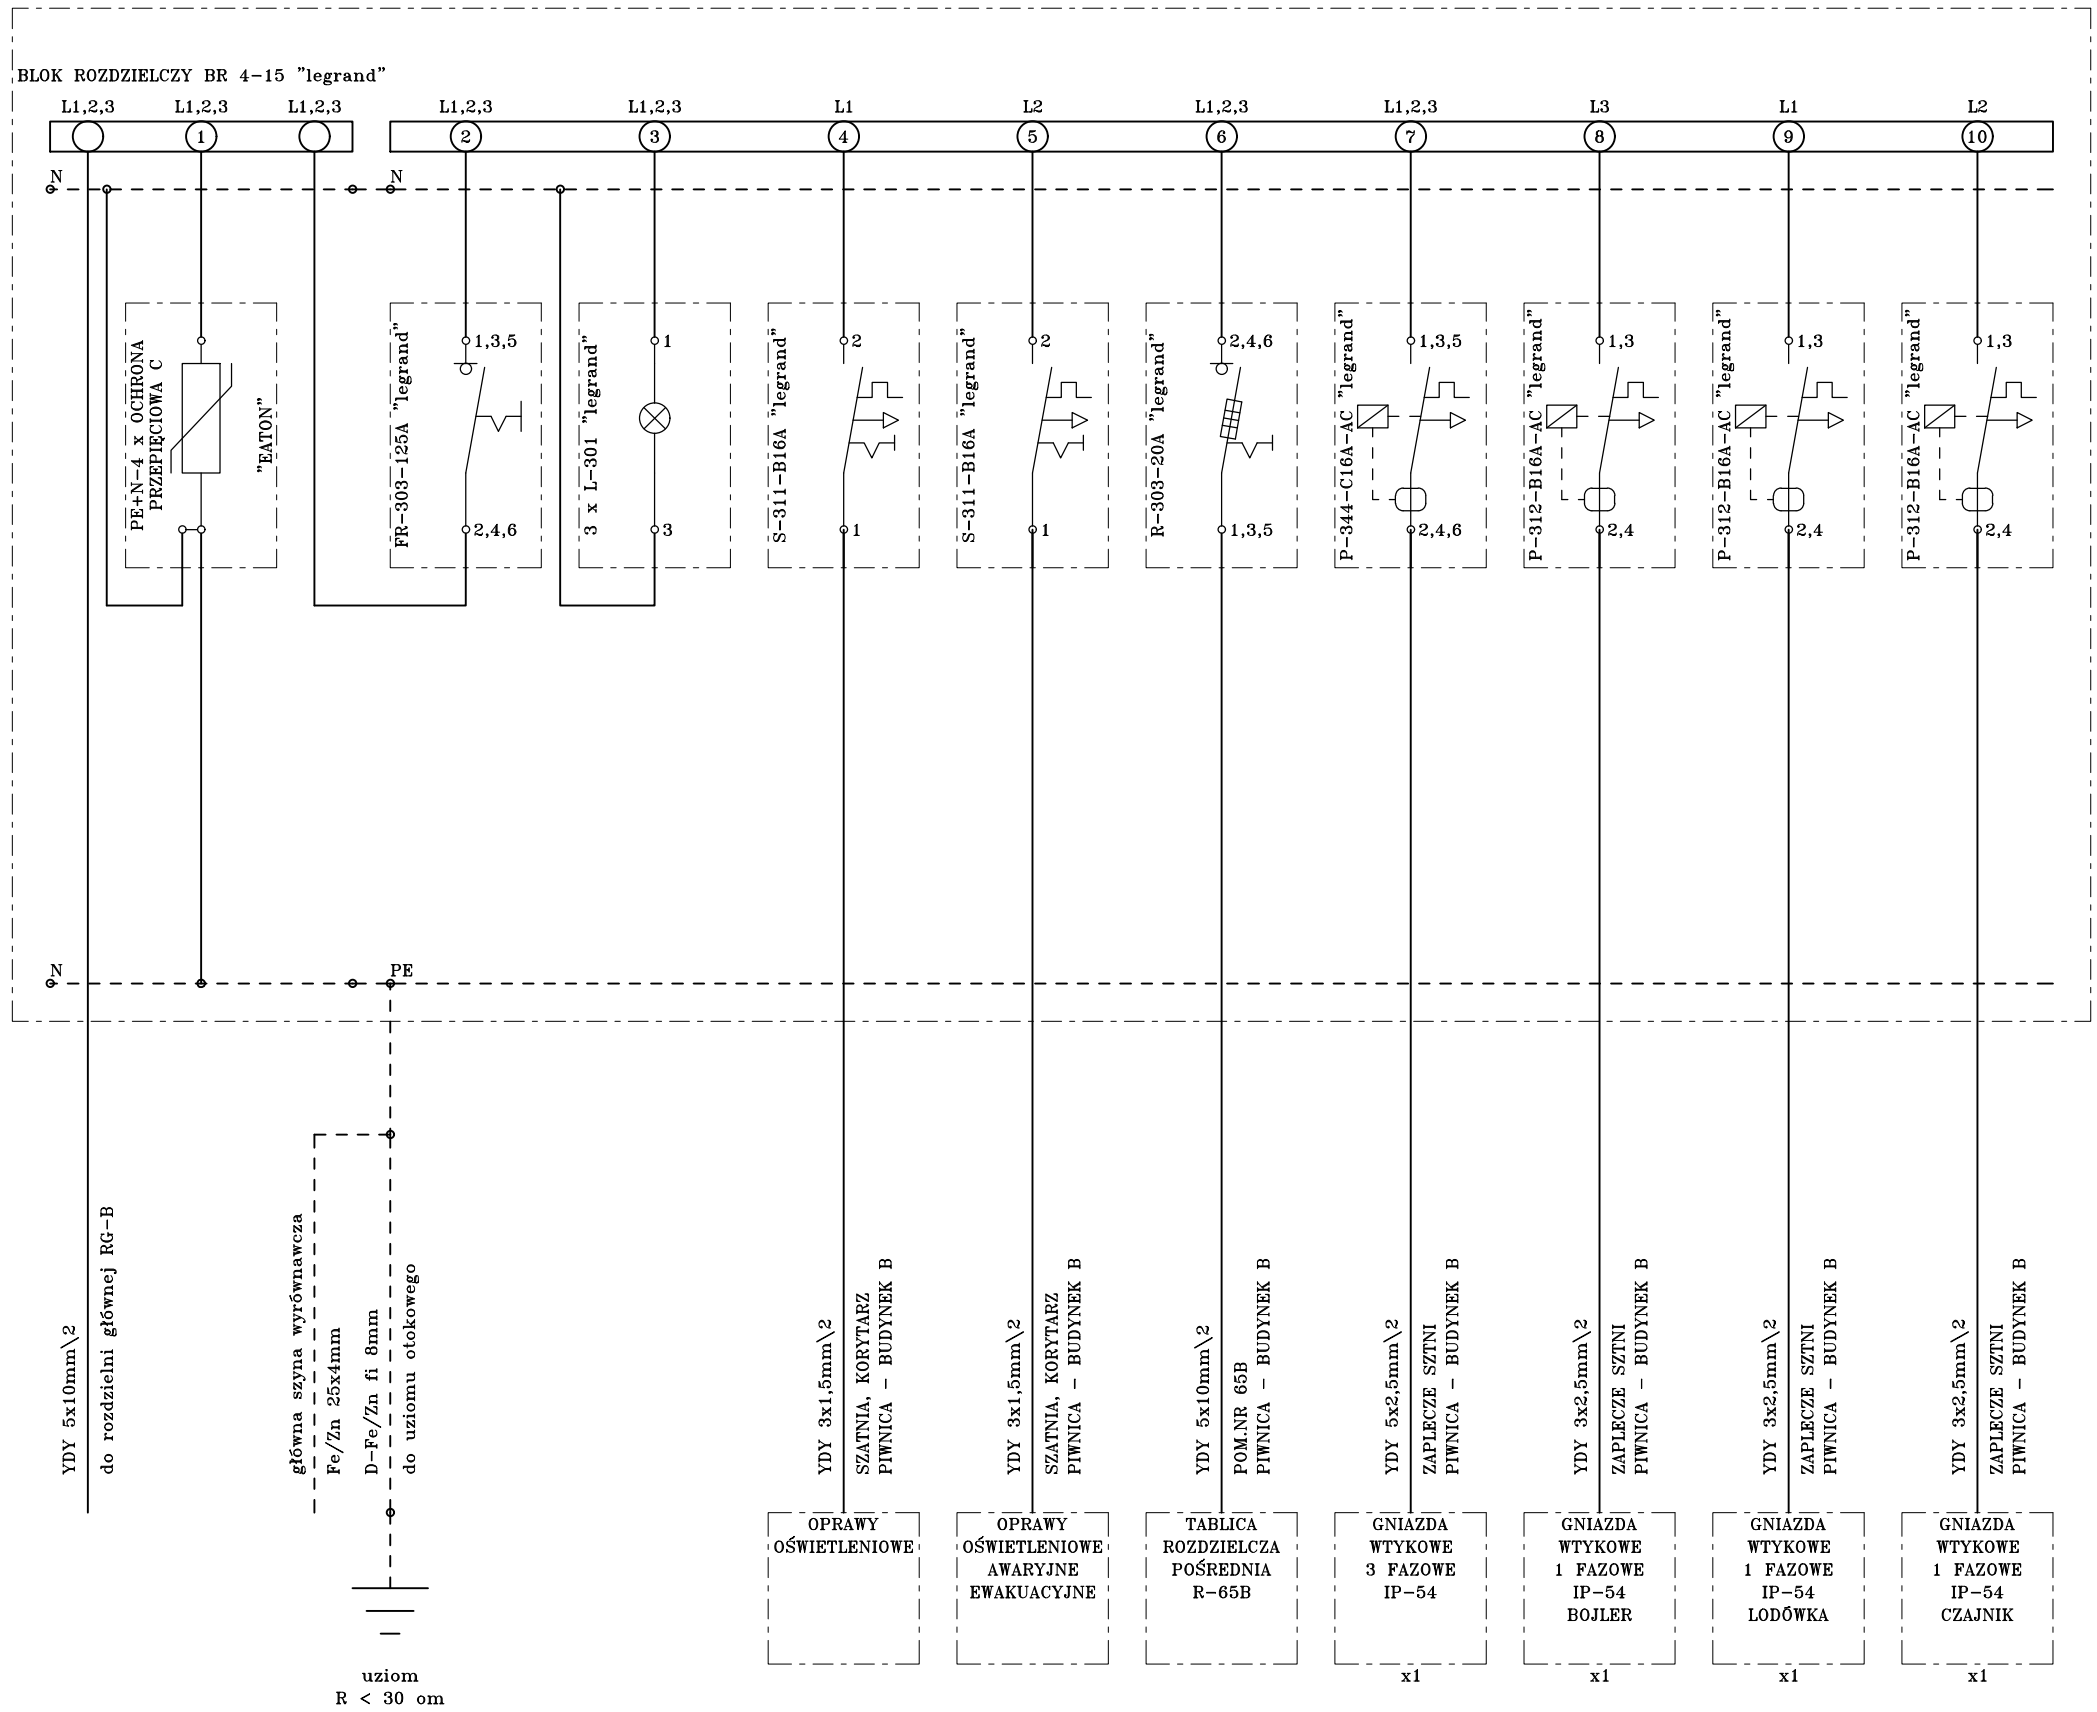 BLOK ROZDZIELCZY BR 4-15 "legrand"
L1,2,3 L1,2,3 L1,2,3 L1,2,3 L1,2,3 L1 L2 L1,2,3 L1,2,3 L3 L1 L2
1 2 3 4 5 6 7 8 9 10
N N
PE+N-4 x OCHRONA
PRZEPIĘCIOWA C
"EATON"
FR-303-125A "legrand"
1,3,5
2,4,6
3 x L-301 "legrand"
1
3
S-311-B16A "legrand"
2
1
S-311-B16A "legrand"
2
1
R-303-20A "legrand"
2,4,6
1,3,5
P-344-C16A-AC "legrand"
1,3,5
2,4,6
P-312-B16A-AC "legrand"
1,3
2,4
P-312-B16A-AC "legrand"
1,3
2,4
P-312-B16A-AC "legrand"
1,3
2,4
N PE
YDY 5x10mm\2
do rozdzielni głównej RG-B
główna szyna wyrównawcza
Fe/Zn 25x4mm
D-Fe/Zn fi 8mm
do uziomu otokowego
uziom
R < 30 om
YDY 3x1,5mm\2
SZATNIA, KORYTARZ
PIWNICA - BUDYNEK B
OPRAWY
OŚWIETLENIOWE
YDY 3x1,5mm\2
SZATNIA, KORYTARZ
PIWNICA - BUDYNEK B
OPRAWY
OŚWIETLENIOWE
AWARYJNE
EWAKUACYJNE
YDY 5x10mm\2
POM.NR 65B
PIWNICA - BUDYNEK B
TABLICA
ROZDZIELCZA
POŚREDNIA
R-65B
YDY 5x2,5mm\2
ZAPLECZE SZTNI
PIWNICA - BUDYNEK B
GNIAZDA
WTYKOWE
3 FAZOWE
IP-54
x1
YDY 3x2,5mm\2
ZAPLECZE SZTNI
PIWNICA - BUDYNEK B
GNIAZDA
WTYKOWE
1 FAZOWE
IP-54
BOJLER
x1
YDY 3x2,5mm\2
ZAPLECZE SZTNI
PIWNICA - BUDYNEK B
GNIAZDA
WTYKOWE
1 FAZOWE
IP-54
LODÓWKA
x1
YDY 3x2,5mm\2
ZAPLECZE SZTNI
PIWNICA - BUDYNEK B
GNIAZDA
WTYKOWE
1 FAZOWE
IP-54
CZAJNIK
x1